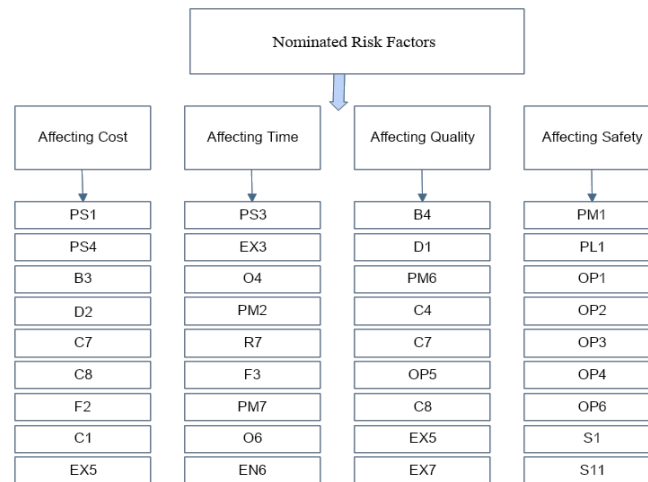 Nominated Risk Factors
Affecting Cost
Affecting Time
Affecting Quality
Affecting Safety
PS1
PS3
B4
PM1
PS4
EX3
D1
PL1
B3
O4
PM6
OP1
D2
PM2
C4
OP2
C7
R7
C7
OP3
C8
F3
OP5
OP4
F2
PM7
C8
OP6
C1
O6
EX5
S1
EX5
EN6
EX7
S11